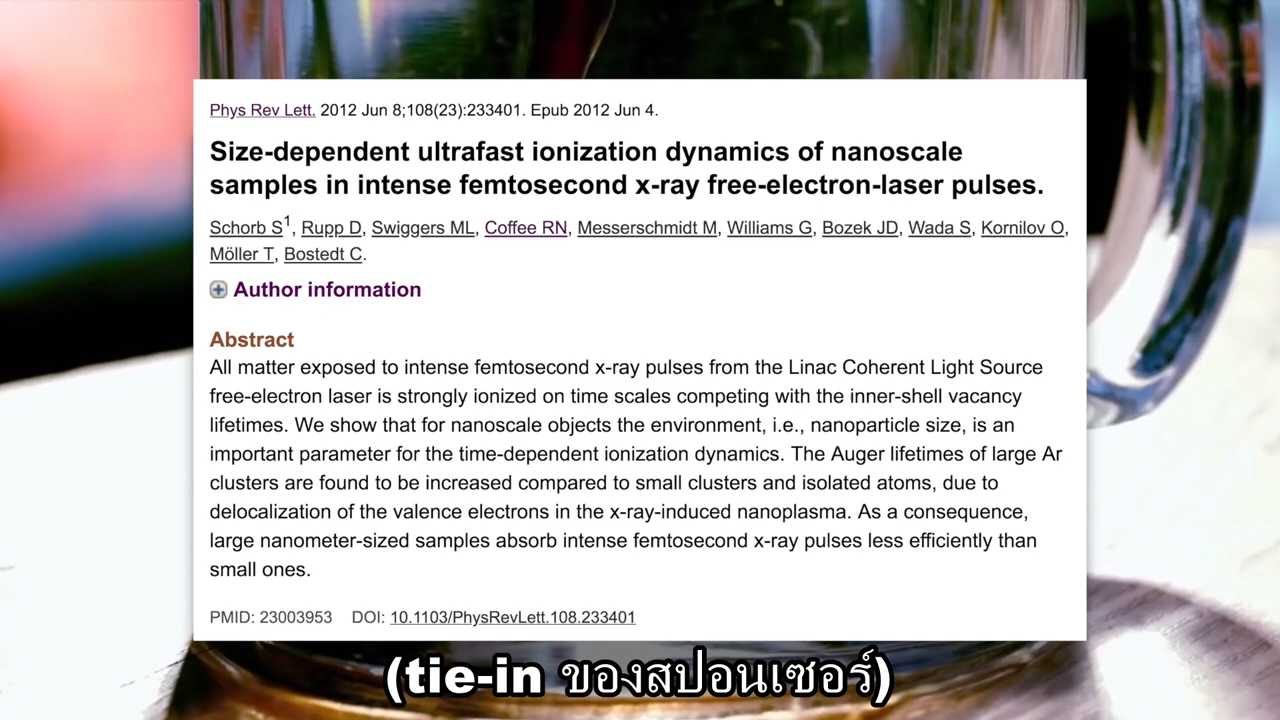 Phys Rev Lett. 2012 Jun 8;108(23):233401. Epub 2012 Jun 4.
Size-dependent ultrafast ionization dynamics of nanoscale
samples in intense femtosecond x-ray free-electron-laser pulses.
Schorb S1, Rupp D, Swiggers ML, Coffee RN, Messerschmidt M, Williams G, Bozek JD, Wada S, Kornilov O,
Möller T, Bostedt C.
Author information
Abstract
All matter exposed to intense femtosecond x-ray pulses from the Linac Coherent Light Source
free-electron laser is strongly ionized on time scales competing with the inner-shell vacancy
lifetimes. We show that for nanoscale objects the environment, i.e., nanoparticle size, is an
important parameter for the time-dependent ionization dynamics. The Auger lifetimes of large Ar
clusters are found to be increased compared to small clusters and isolated atoms, due to
delocalization of the valence electrons in the x-ray-induced nanoplasma. As a consequence,
large nanometer-sized samples absorb intense femtosecond x-ray pulses less efficiently than
small ones.
PMID: 23003953 DOI: 10.1103/PhysRevLett.108.233401
(tie-in ของสปอนเซอร์)